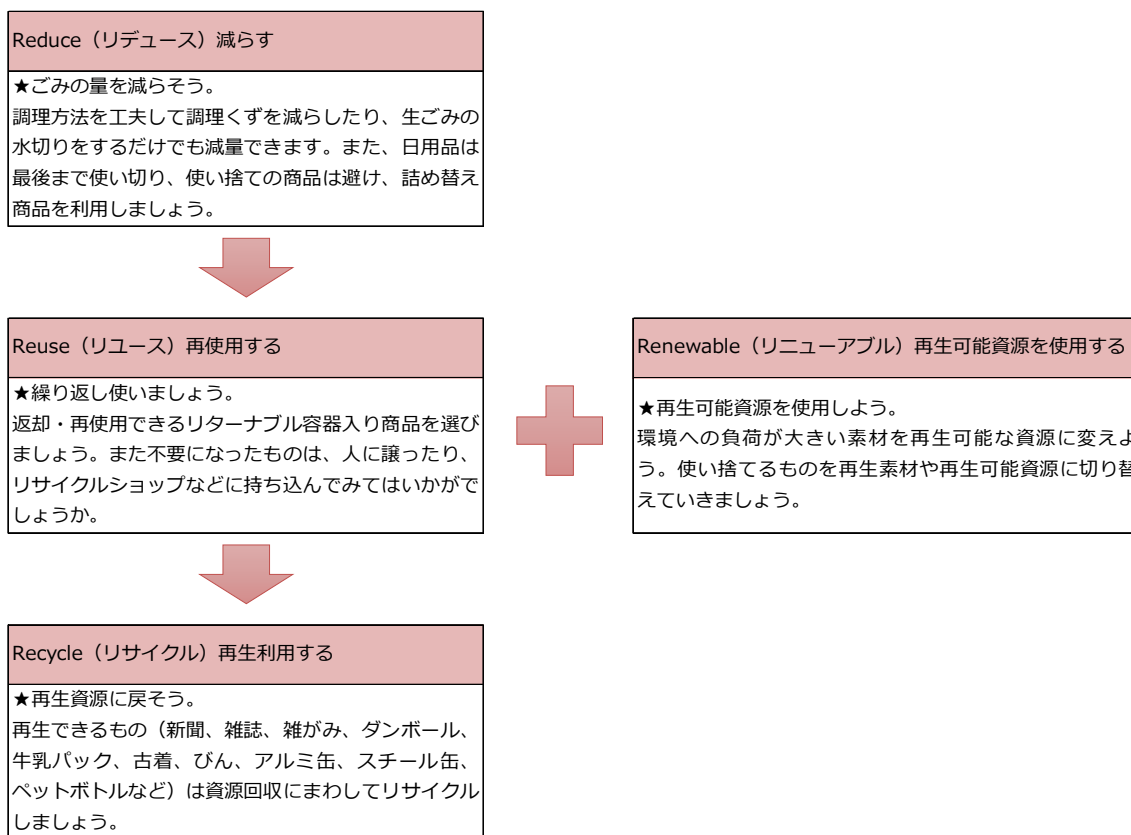 Reduce（リデュース）減らす
★ごみの量を減らそう。
調理方法を工夫して調理くずを減らしたり、生ごみの
水切りをするだけでも減量できます。また、日用品は
最後まで使い切り、使い捨ての商品は避け、詰め替え
商品を利用しましょう。
Reuse（リユース）再使用する
★繰り返し使いましょう。
返却・再使用できるリターナブル容器入り商品を選び
ましょう。また不要になったものは、人に譲ったり、
リサイクルショップなどに持ち込んでみてはいかがで
しょうか。
Renewable（リニューアブル）再生可能資源を使用する
★再生可能資源を使用しよう。
環境への負荷が大きい素材を再生可能な資源に変えよ
う。使い捨てるものを再生素材や再生可能資源に切り替
えていきましょう。
Recycle（リサイクル）再生利用する
★再生資源に戻そう。
再生できるもの（新聞、雑誌、雑がみ、ダンボール、
牛乳パック、古着、びん、アルミ缶、スチール缶、
ペットボトルなど）は資源回収にまわしてリサイクル
しましょう。